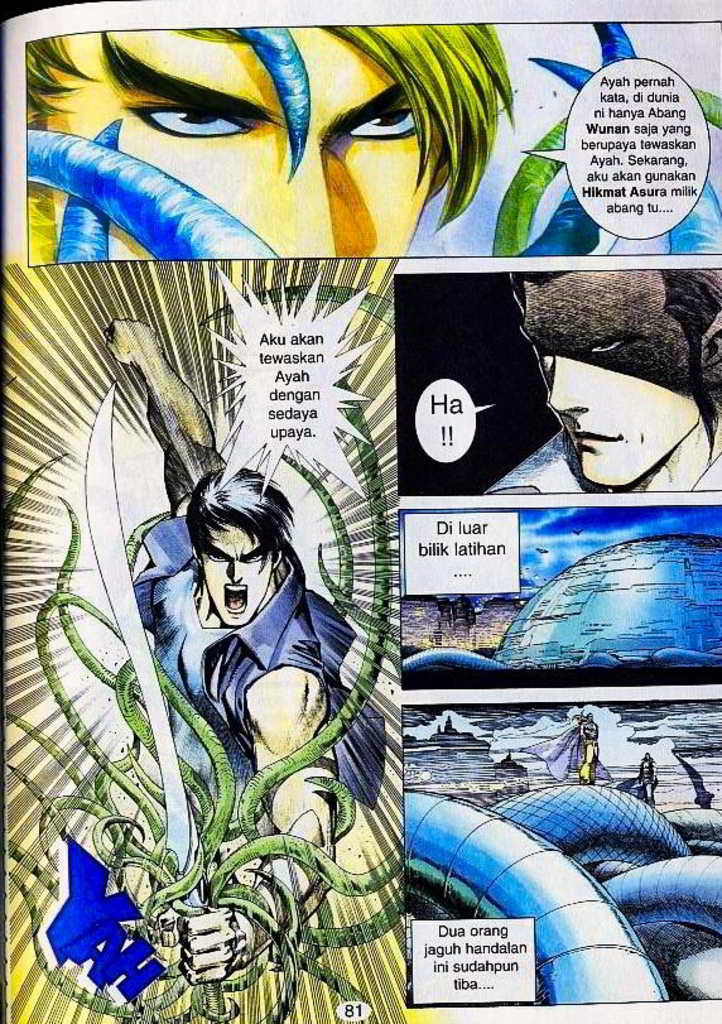 Ayah pernah
kata, di dunia
ni hanya Abang
Wunan saja yang
berupaya tewaskan
Ayah. Sekarang,
aku akan gunakan
Hikmat Asura milik
abang tu....
Aku akan
tewaskan
Ayah
dengan
sedaya
upaya.
Ha
!!
Di luar
bilik latihan
....
YAH
Dua orang
jaguh handalan
ini sudahpun
tiba....
81